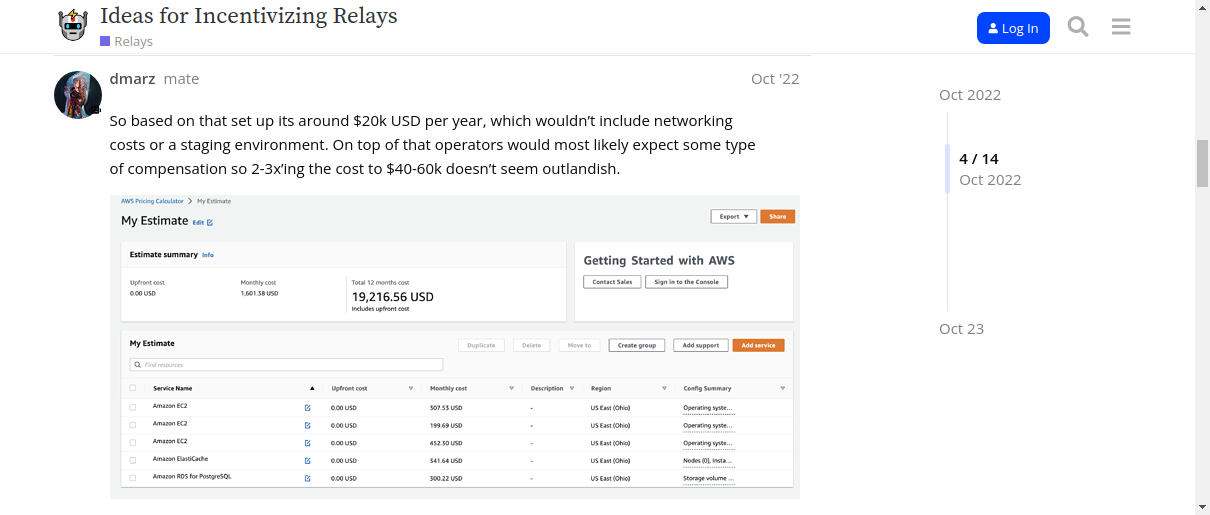 Ideas for Incentivizing Relays
Relays
Log In
dmarz mate Oct '22
So based on that set up its around $20k USD per year, which wouldn’t include networking
costs or a staging environment. On top of that operators would most likely expect some type
of compensation so 2-3x’ing the cost to $40-60k doesn’t seem outlandish.
Oct 2022
4 / 14
Oct 2022
Oct 23
AWS Pricing Calculator > My Estimate
My Estimate Edit
Export Share
Estimate summary Info
Upfront cost Monthly cost Total 12 months cost
0.00 USD 1,601.38 USD 19,216.56 USD
Includes upfront cost
Getting Started with AWS
Contact Sales Sign in to the Console
My Estimate
Duplicate Delete Move to Create group Add support Add service
Find resources
Service Name Upfront cost Monthly cost Description Region Config Summary
Amazon EC2 0.00 USD 307.53 USD - US East (Ohio) Operating syste...
Amazon EC2 0.00 USD 199.69 USD - US East (Ohio) Operating syste...
Amazon EC2 0.00 USD 452.30 USD - US East (Ohio) Operating syste...
Amazon ElastiCache 0.00 USD 341.64 USD - US East (Ohio) Nodes (0), Insta...
Amazon RDS for PostgreSQL 0.00 USD 300.22 USD - US East (Ohio) Storage volume ...